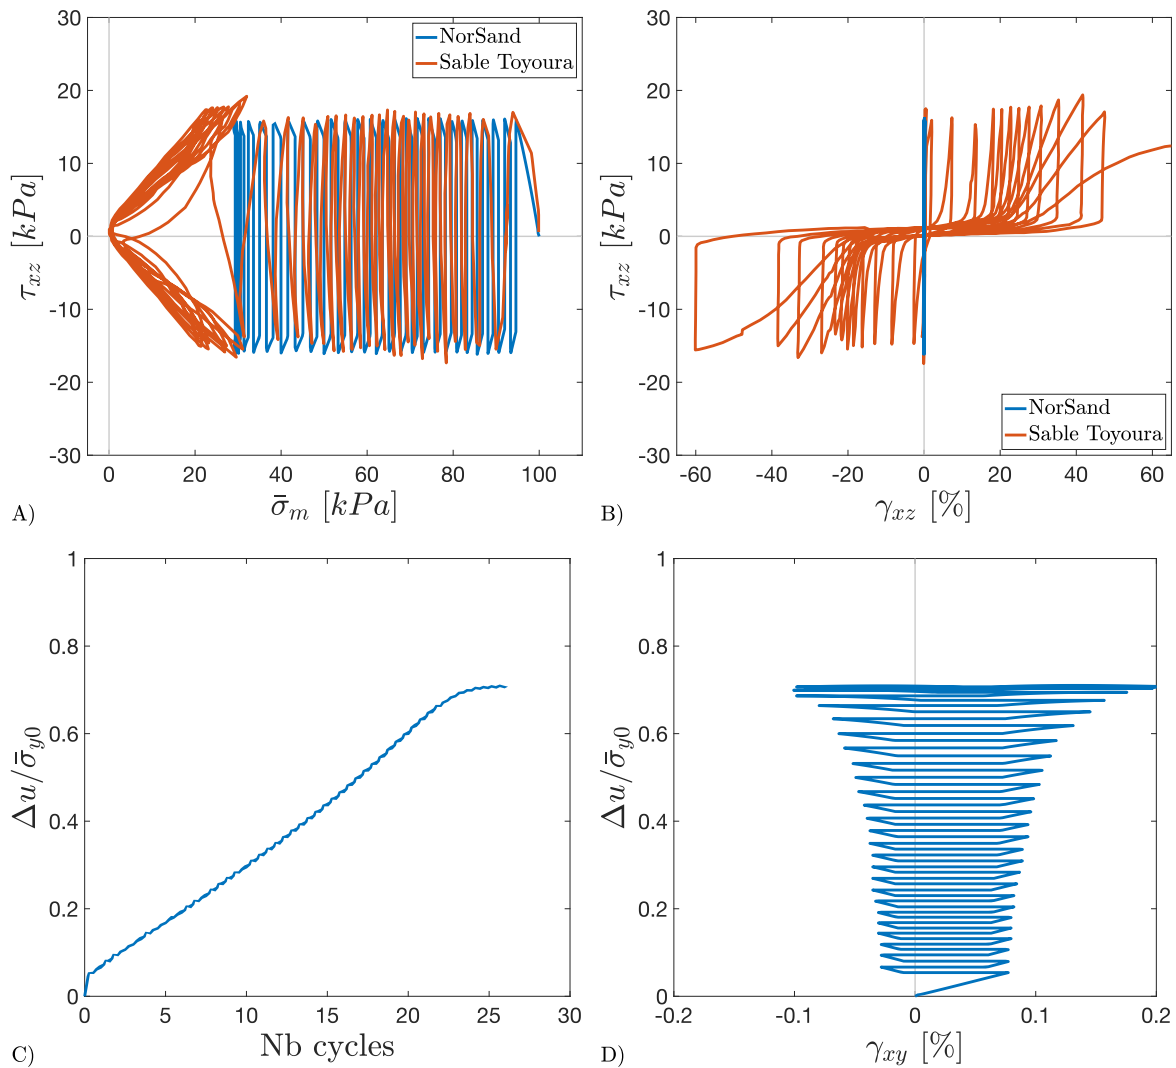 30
20
10
0
-10
-20
-30
τxz [kPa]
NorSand
Sable Toyoura
0 20 40 60 80 100
A) σ̄m [kPa]
30
20
10
0
-10
-20
-30
τxz [kPa]
NorSand
Sable Toyoura
-60 -40 -20 0 20 40 60
B) γxz [%]
1
0.8
0.6
0.4
0.2
0
Δu/σ̄y0
0 5 10 15 20 25 30
C) Nb cycles
1
0.8
0.6
0.4
0.2
0
Δu/σ̄y0
-0.2 -0.1 0 0.1 0.2
D) γxy [%]